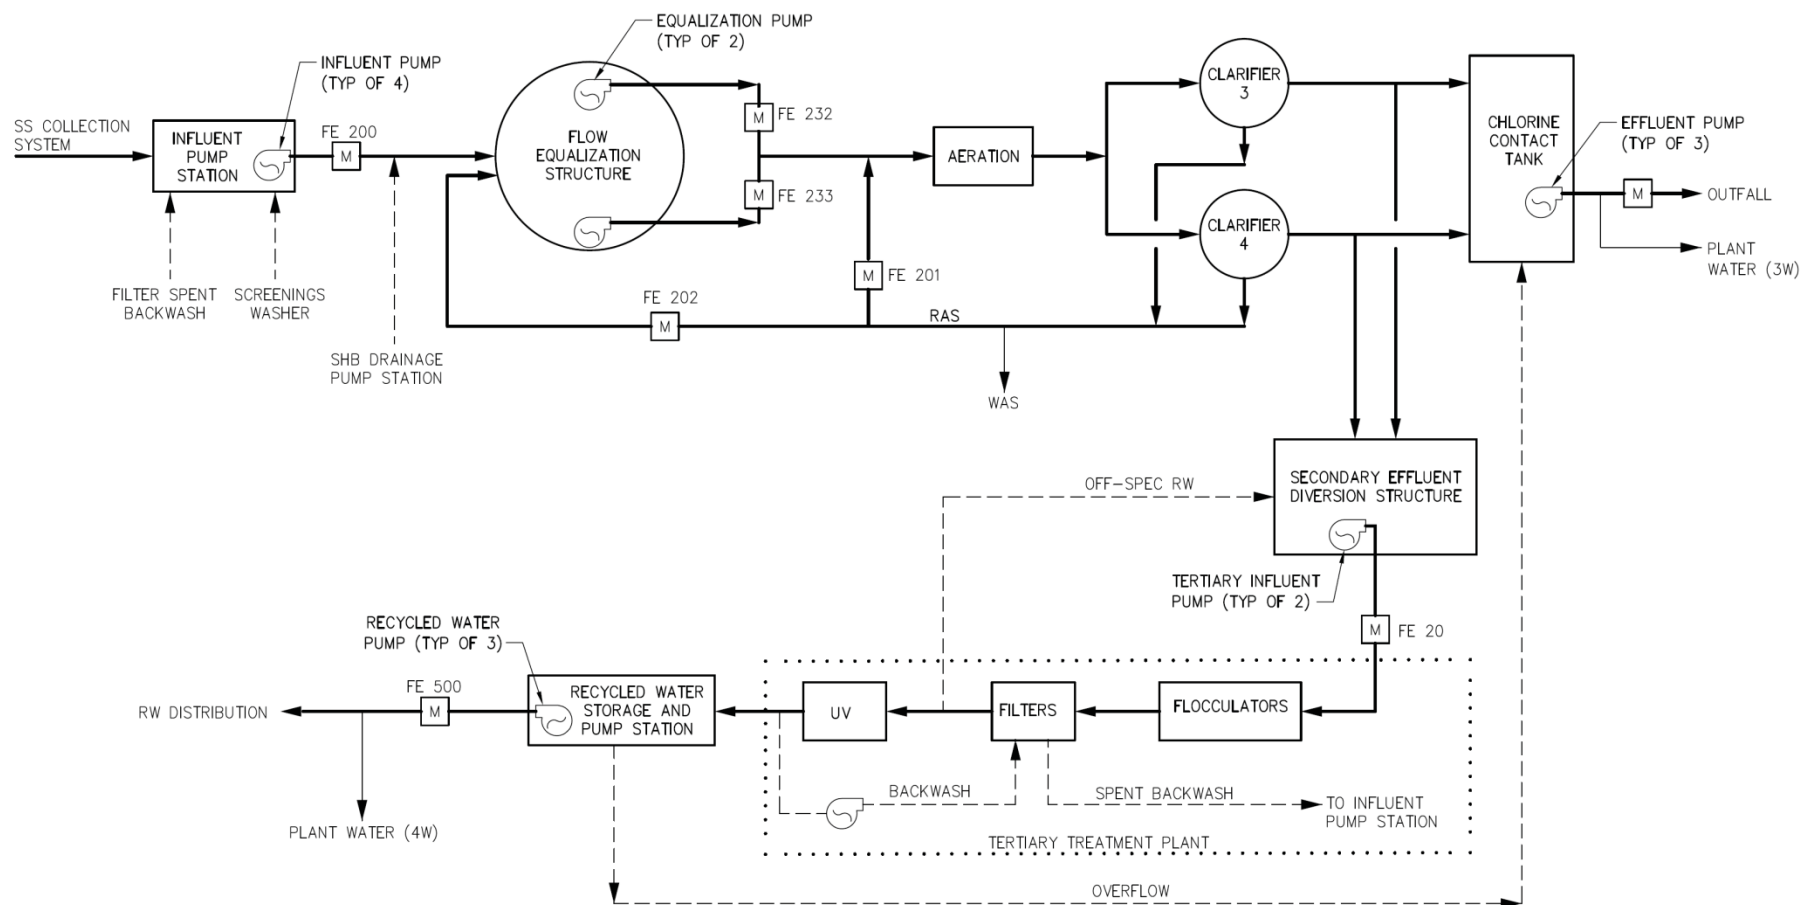 EQUALIZATION PUMP
(TYP OF 2)
INFLUENT PUMP
(TYP OF 4)
SS COLLECTION
SYSTEM
INFLUENT
PUMP
STATION
FE 200
M
FLOW
EQUALIZATION
STRUCTURE
M
FE 232
M
FE 233
AERATION
CLARIFIER
3
CLARIFIER
4
CHLORINE
CONTACT
TANK
EFFLUENT PUMP
(TYP OF 3)
M
OUTFALL
PLANT
WATER (3W)
FILTER SPENT
BACKWASH
SCREENINGS
WASHER
SHB DRAINAGE
PUMP STATION
FE 202
M
M
FE 201
RAS
WAS
OFF-SPEC RW
SECONDARY EFFLUENT
DIVERSION STRUCTURE
TERTIARY INFLUENT
PUMP (TYP OF 2)
M
FE 20
RECYCLED WATER
PUMP (TYP OF 3)
RW DISTRIBUTION
FE 500
M
RECYCLED WATER
STORAGE AND
PUMP STATION
UV
FILTERS
FLOCCULATORS
PLANT WATER (4W)
BACKWASH
SPENT BACKWASH
TO INFLUENT
PUMP STATION
TERTIARY TREATMENT PLANT
OVERFLOW